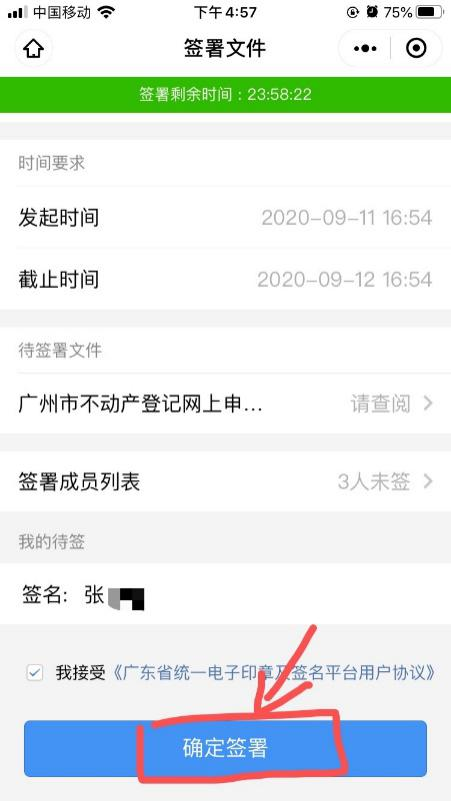 中国移动 下午4:57 75%
签署文件
签署剩余时间：23:58:22
时间要求
发起时间 2020-09-11 16:54
截止时间 2020-09-12 16:54
待签署文件
广州市不动产登记网上申... 请查阅
签署成员列表 3人未签
我的待签
签名: 张
我接受《广东省统一电子印章及签名平台用户协议》
确定签署